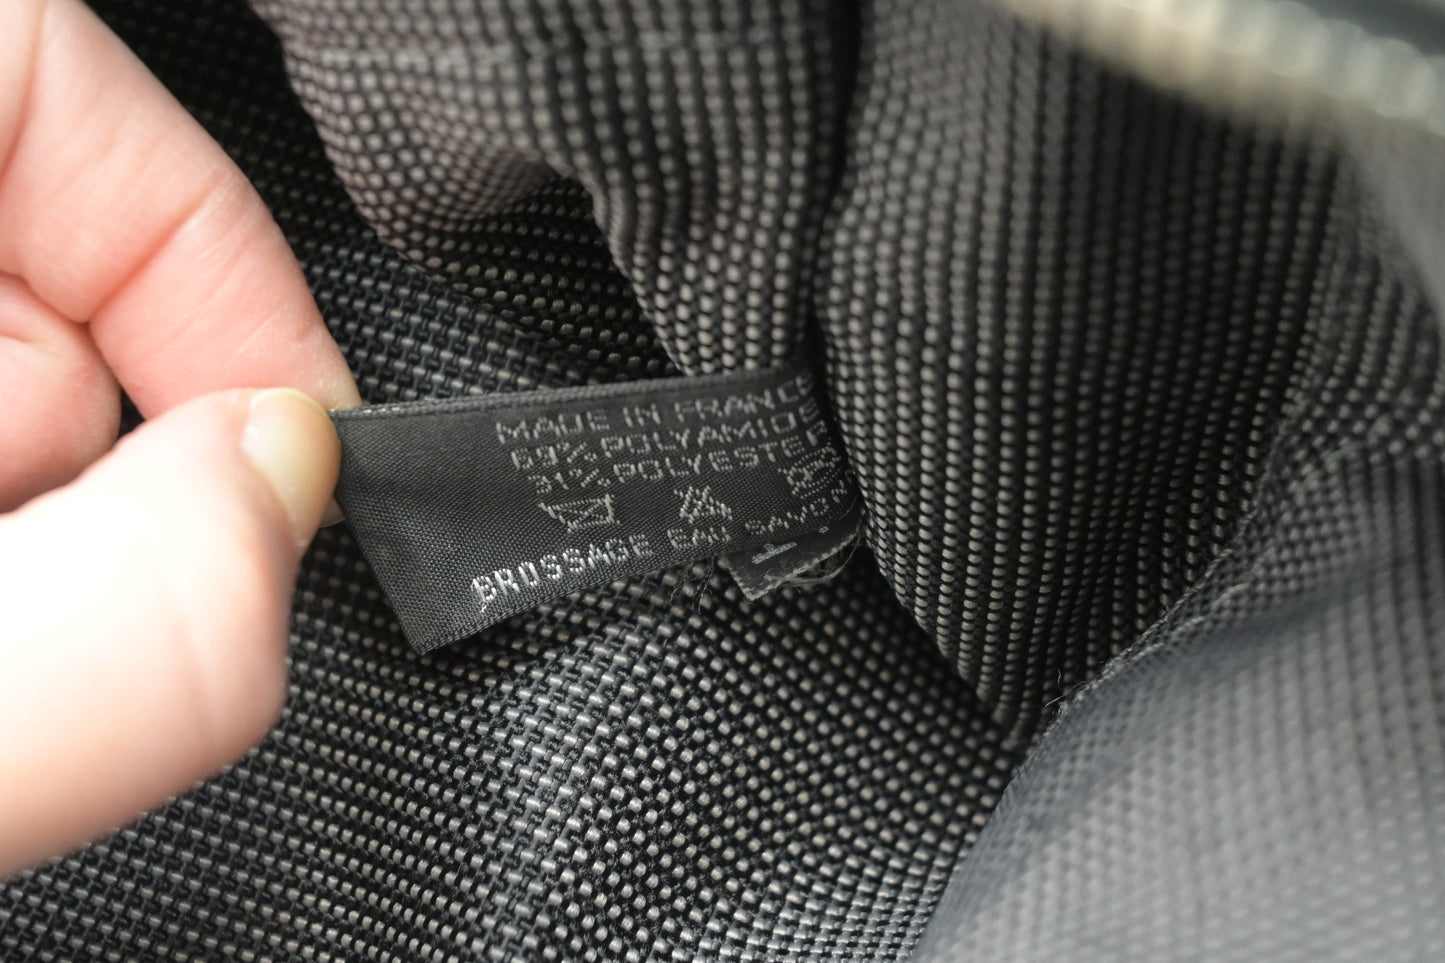 MADE IN FRANCE
69% POLYAMIDE
31% POLYESTER
BROSSAGE EAU SAVON